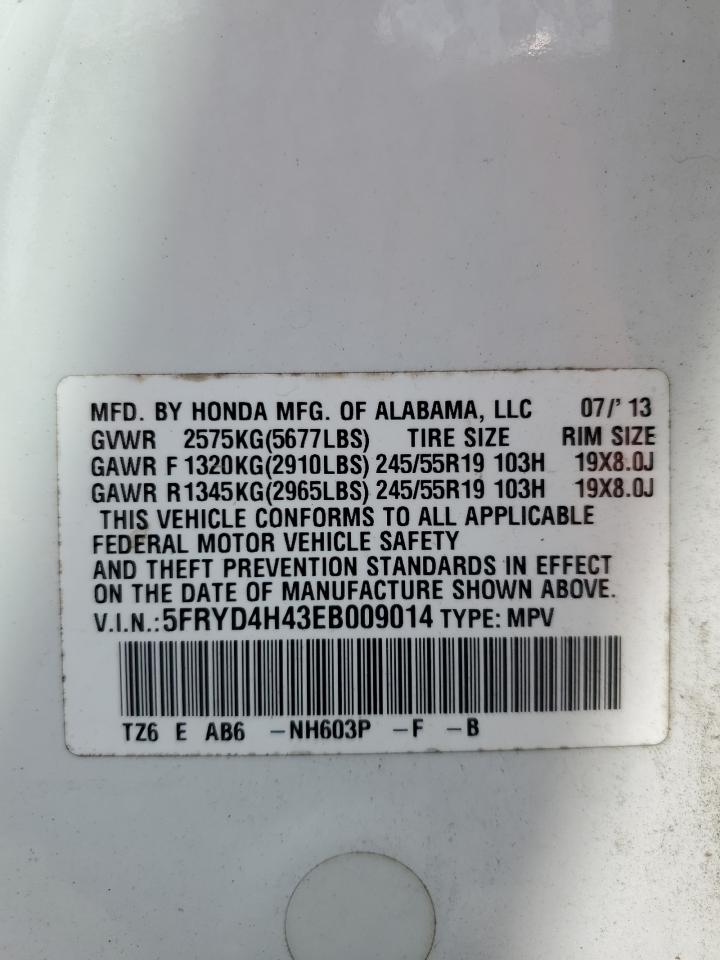 MFD. BY HONDA MFG. OF ALABAMA, LLC 07/' 13
GVWR 2575KG(5677LBS) TIRE SIZE RIM SIZE
GAWR F 1320KG(2910LBS) 245/55R19 103H 19X8.0J
GAWR R 1345KG(2965LBS) 245/55R19 103H 19X8.0J
THIS VEHICLE CONFORMS TO ALL APPLICABLE
FEDERAL MOTOR VEHICLE SAFETY
AND THEFT PREVENTION STANDARDS IN EFFECT
ON THE DATE OF MANUFACTURE SHOWN ABOVE.
V.I.N.:5FRYD4H43EB009014 TYPE: MPV
TZ6 E AB6 -NH603P -F -B